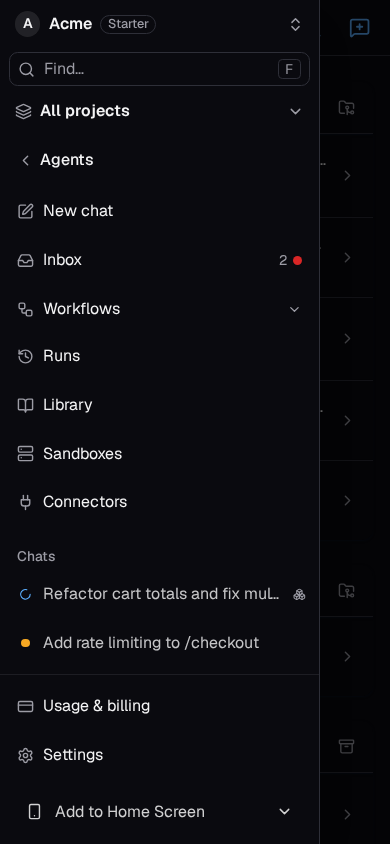 A Acme Starter
Find... F
All projects
Agents
New chat
Inbox 2
Workflows
Runs
Library
Sandboxes
Connectors
Chats
Refactor cart totals and fix mul...
Add rate limiting to /checkout
Usage & billing
Settings
Add to Home Screen